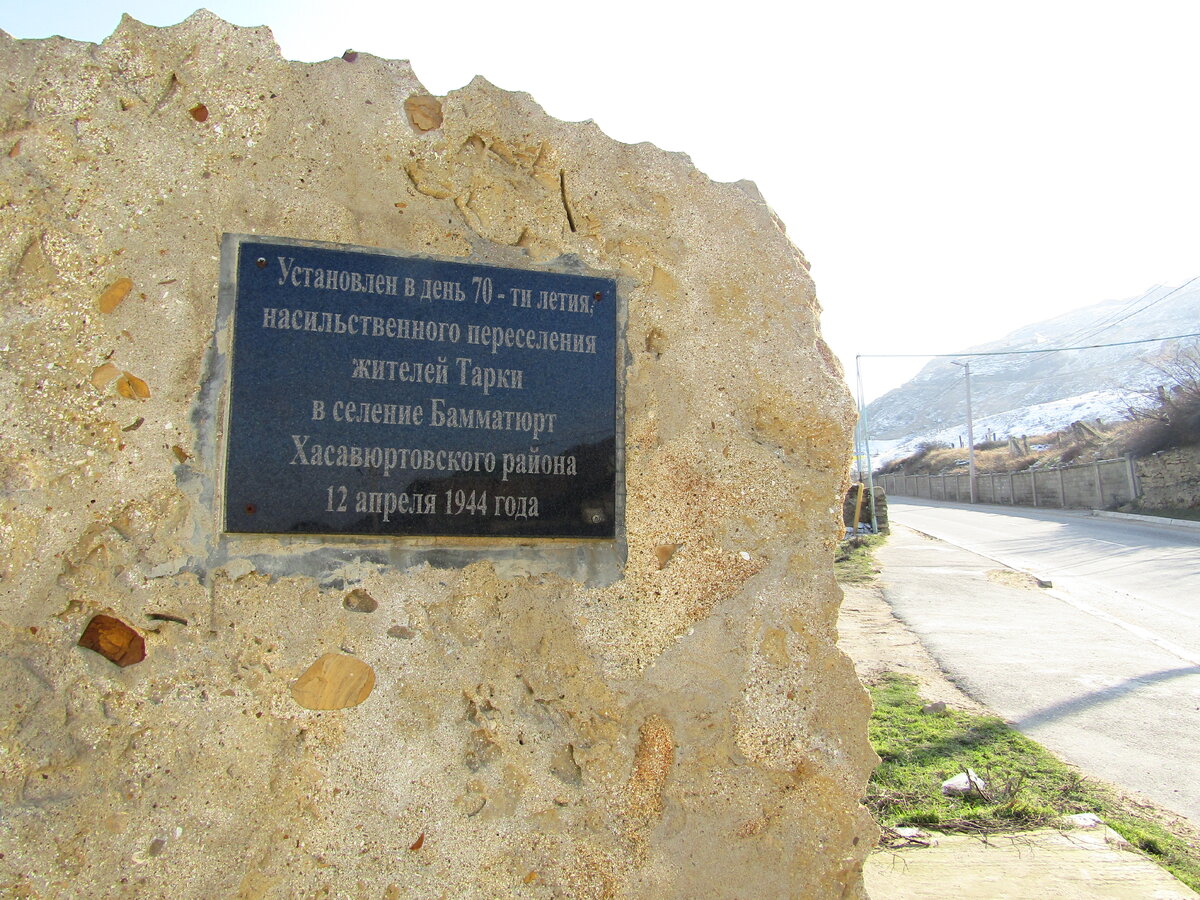 Установлен в день 70 - ти летия,
насильственного переселения
жителей Тарки
в селение Бамматюрт
Хасавюртовского района
12 апреля 1944 года